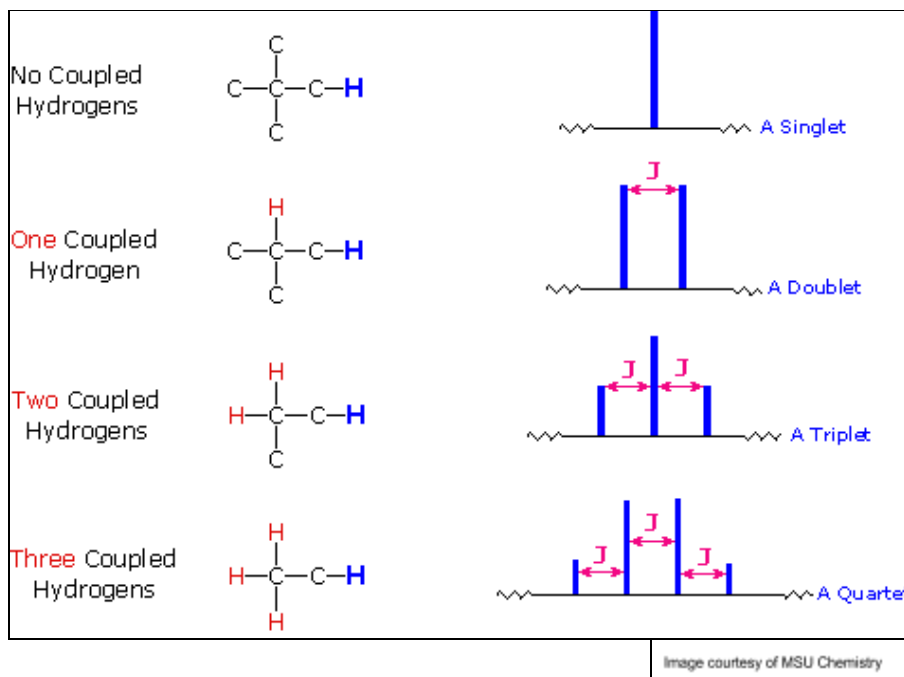 No Coupled
Hydrogens
C
C C C H
C
A Singlet
One Coupled
Hydrogen
H
C C C H
C
J
A Doublet
Two Coupled
Hydrogens
H
H C C H
C
J J
A Triplet
Three Coupled
Hydrogens
H
H C C H
H
J
J J
A Quartet
Image courtesy of MSU Chemistry